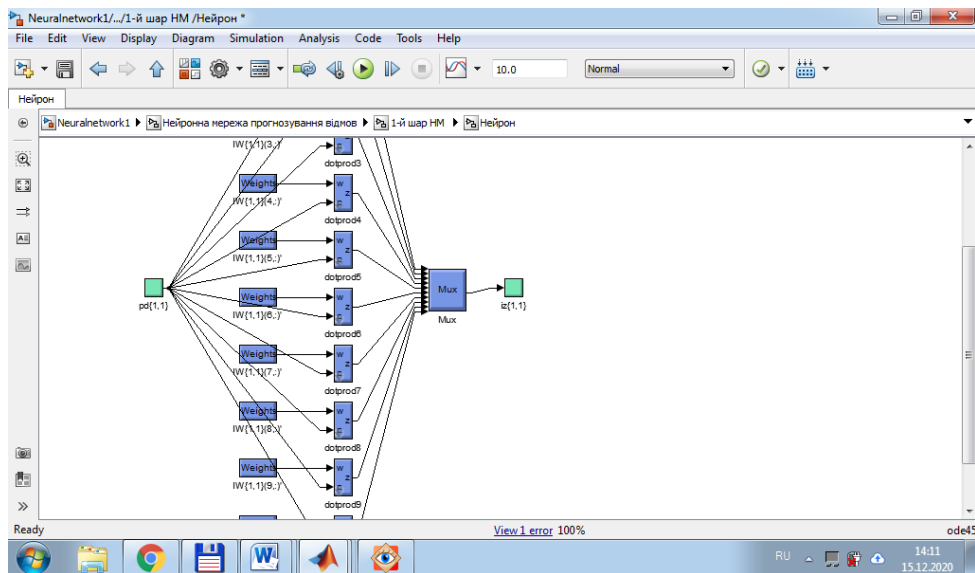 Neuralnetwork1/.../1-й шар НМ /Нейрон *
File Edit View Display Diagram Simulation Analysis Code Tools Help
10.0 Normal
Нейрон
Neuralnetwork1 Нейронна мережа прогнозування відмов 1-й шар НМ Нейрон
IW{1,1}(3,:)'
p
dotprod3
Weights w
z
IW{1,1}(4,:)' p
dotprod4
Weights w
z
IW{1,1}(5,:)' p
dotprod5
Mux
pd{1,1} Weights w iz{1,1}
z Mux
IW{1,1}(6,:)' p
dotprod6
Weights w
z
IW{1,1}(7,:)' p
dotprod7
Weights w
z
IW{1,1}(8,:)' p
dotprod8
Weights w
z
IW{1,1}(9,:)' p
dotprod9
Ready View 1 error 100% ode45
RU 14:11
15.12.2020